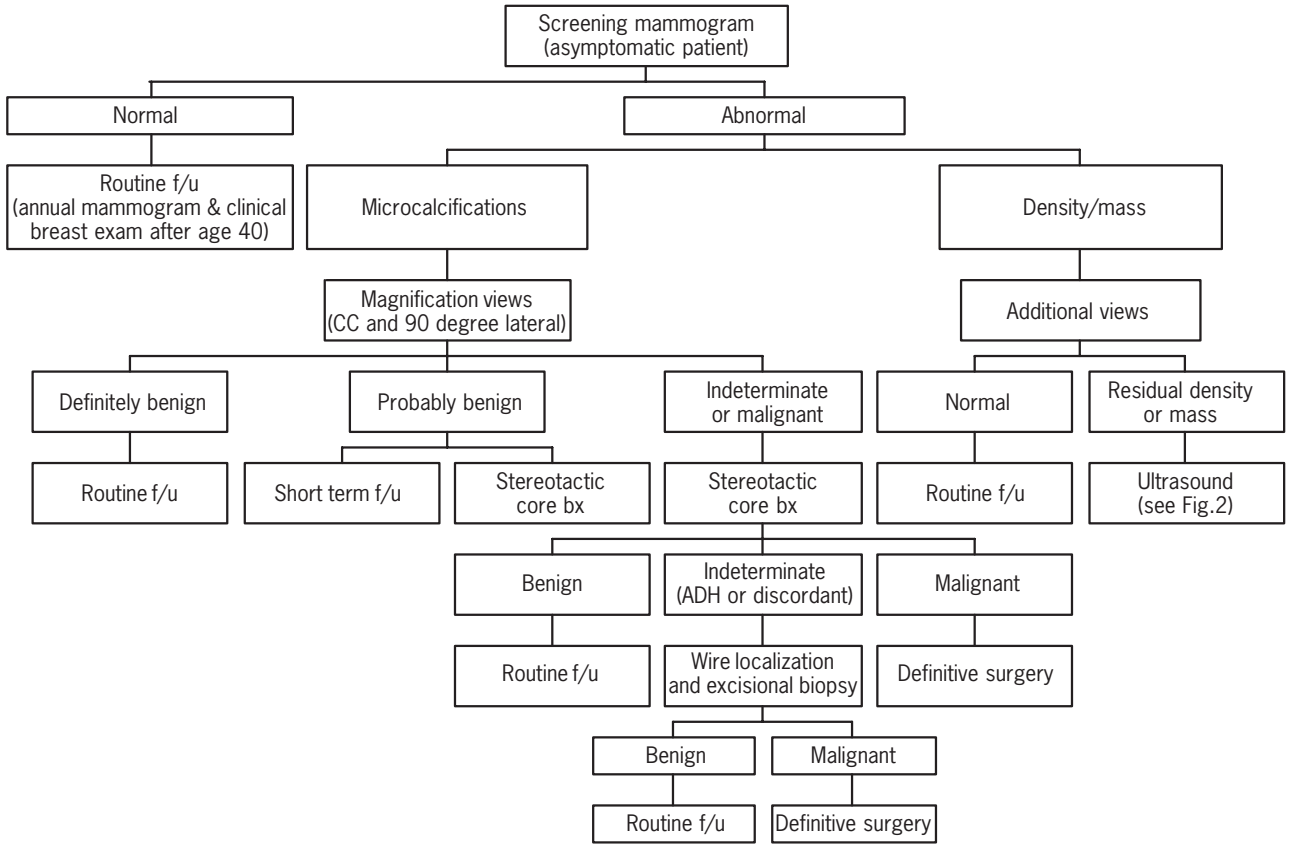 Screening mammogram
(asymptomatic patient)
Normal
Abnormal
Routine f/u
(annual mammogram & clinical
breast exam after age 40)
Microcalcifications
Density/mass
Magnification views
(CC and 90 degree lateral)
Additional views
Definitely benign
Probably benign
Indeterminate
or malignant
Normal
Residual density
or mass
Routine f/u
Short term f/u
Stereotactic
core bx
Stereotactic
core bx
Routine f/u
Ultrasound
(see Fig.2)
Benign
Indeterminate
(ADH or discordant)
Malignant
Routine f/u
Wire localization
and excisional biopsy
Definitive surgery
Benign
Malignant
Routine f/u
Definitive surgery